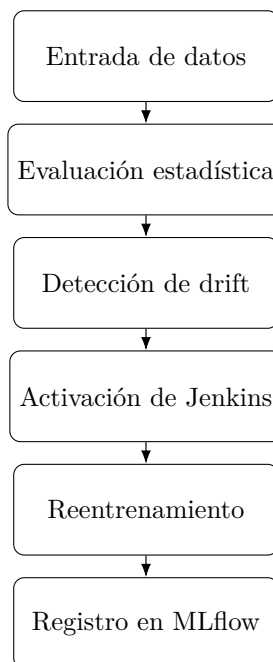 Entrada de datos
Evaluación estadística
Detección de drift
Activación de Jenkins
Reentrenamiento
Registro en MLflow